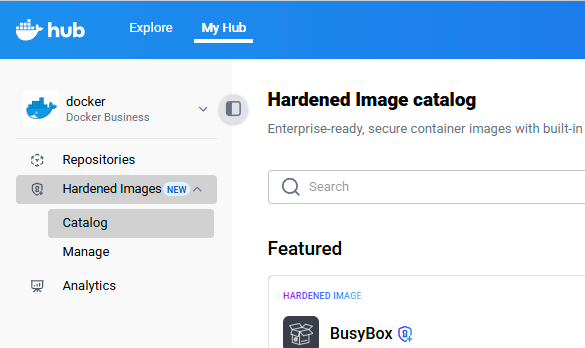 hub
Explore
My Hub
docker
Docker Business
Repositories
Hardened Images NEW
Catalog
Manage
Analytics
Hardened Image catalog
Enterprise-ready, secure container images with built-in
Search
Featured
HARDENED IMAGE
BusyBox